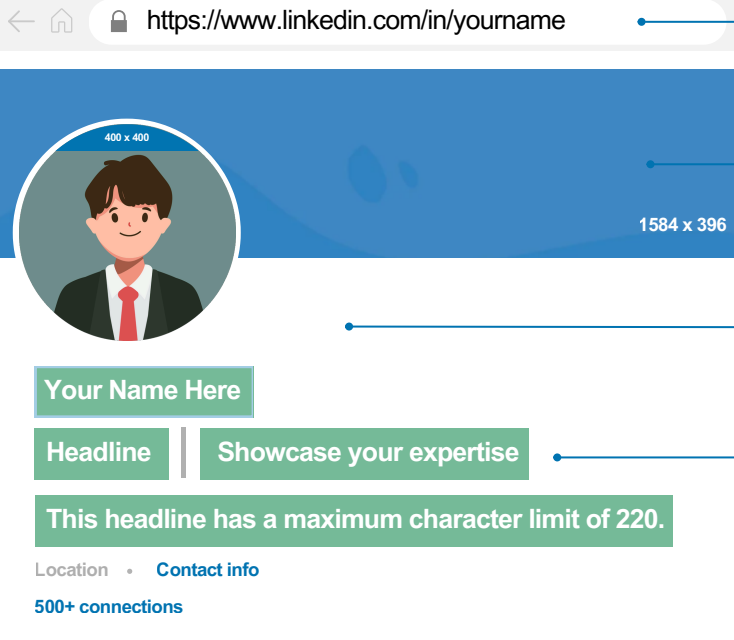 https://www.linkedin.com/in/yourname
400 x 400
1584 x 396
Your Name Here
Headline | Showcase your expertise
This headline has a maximum character limit of 220.
Location • Contact info
500+ connections